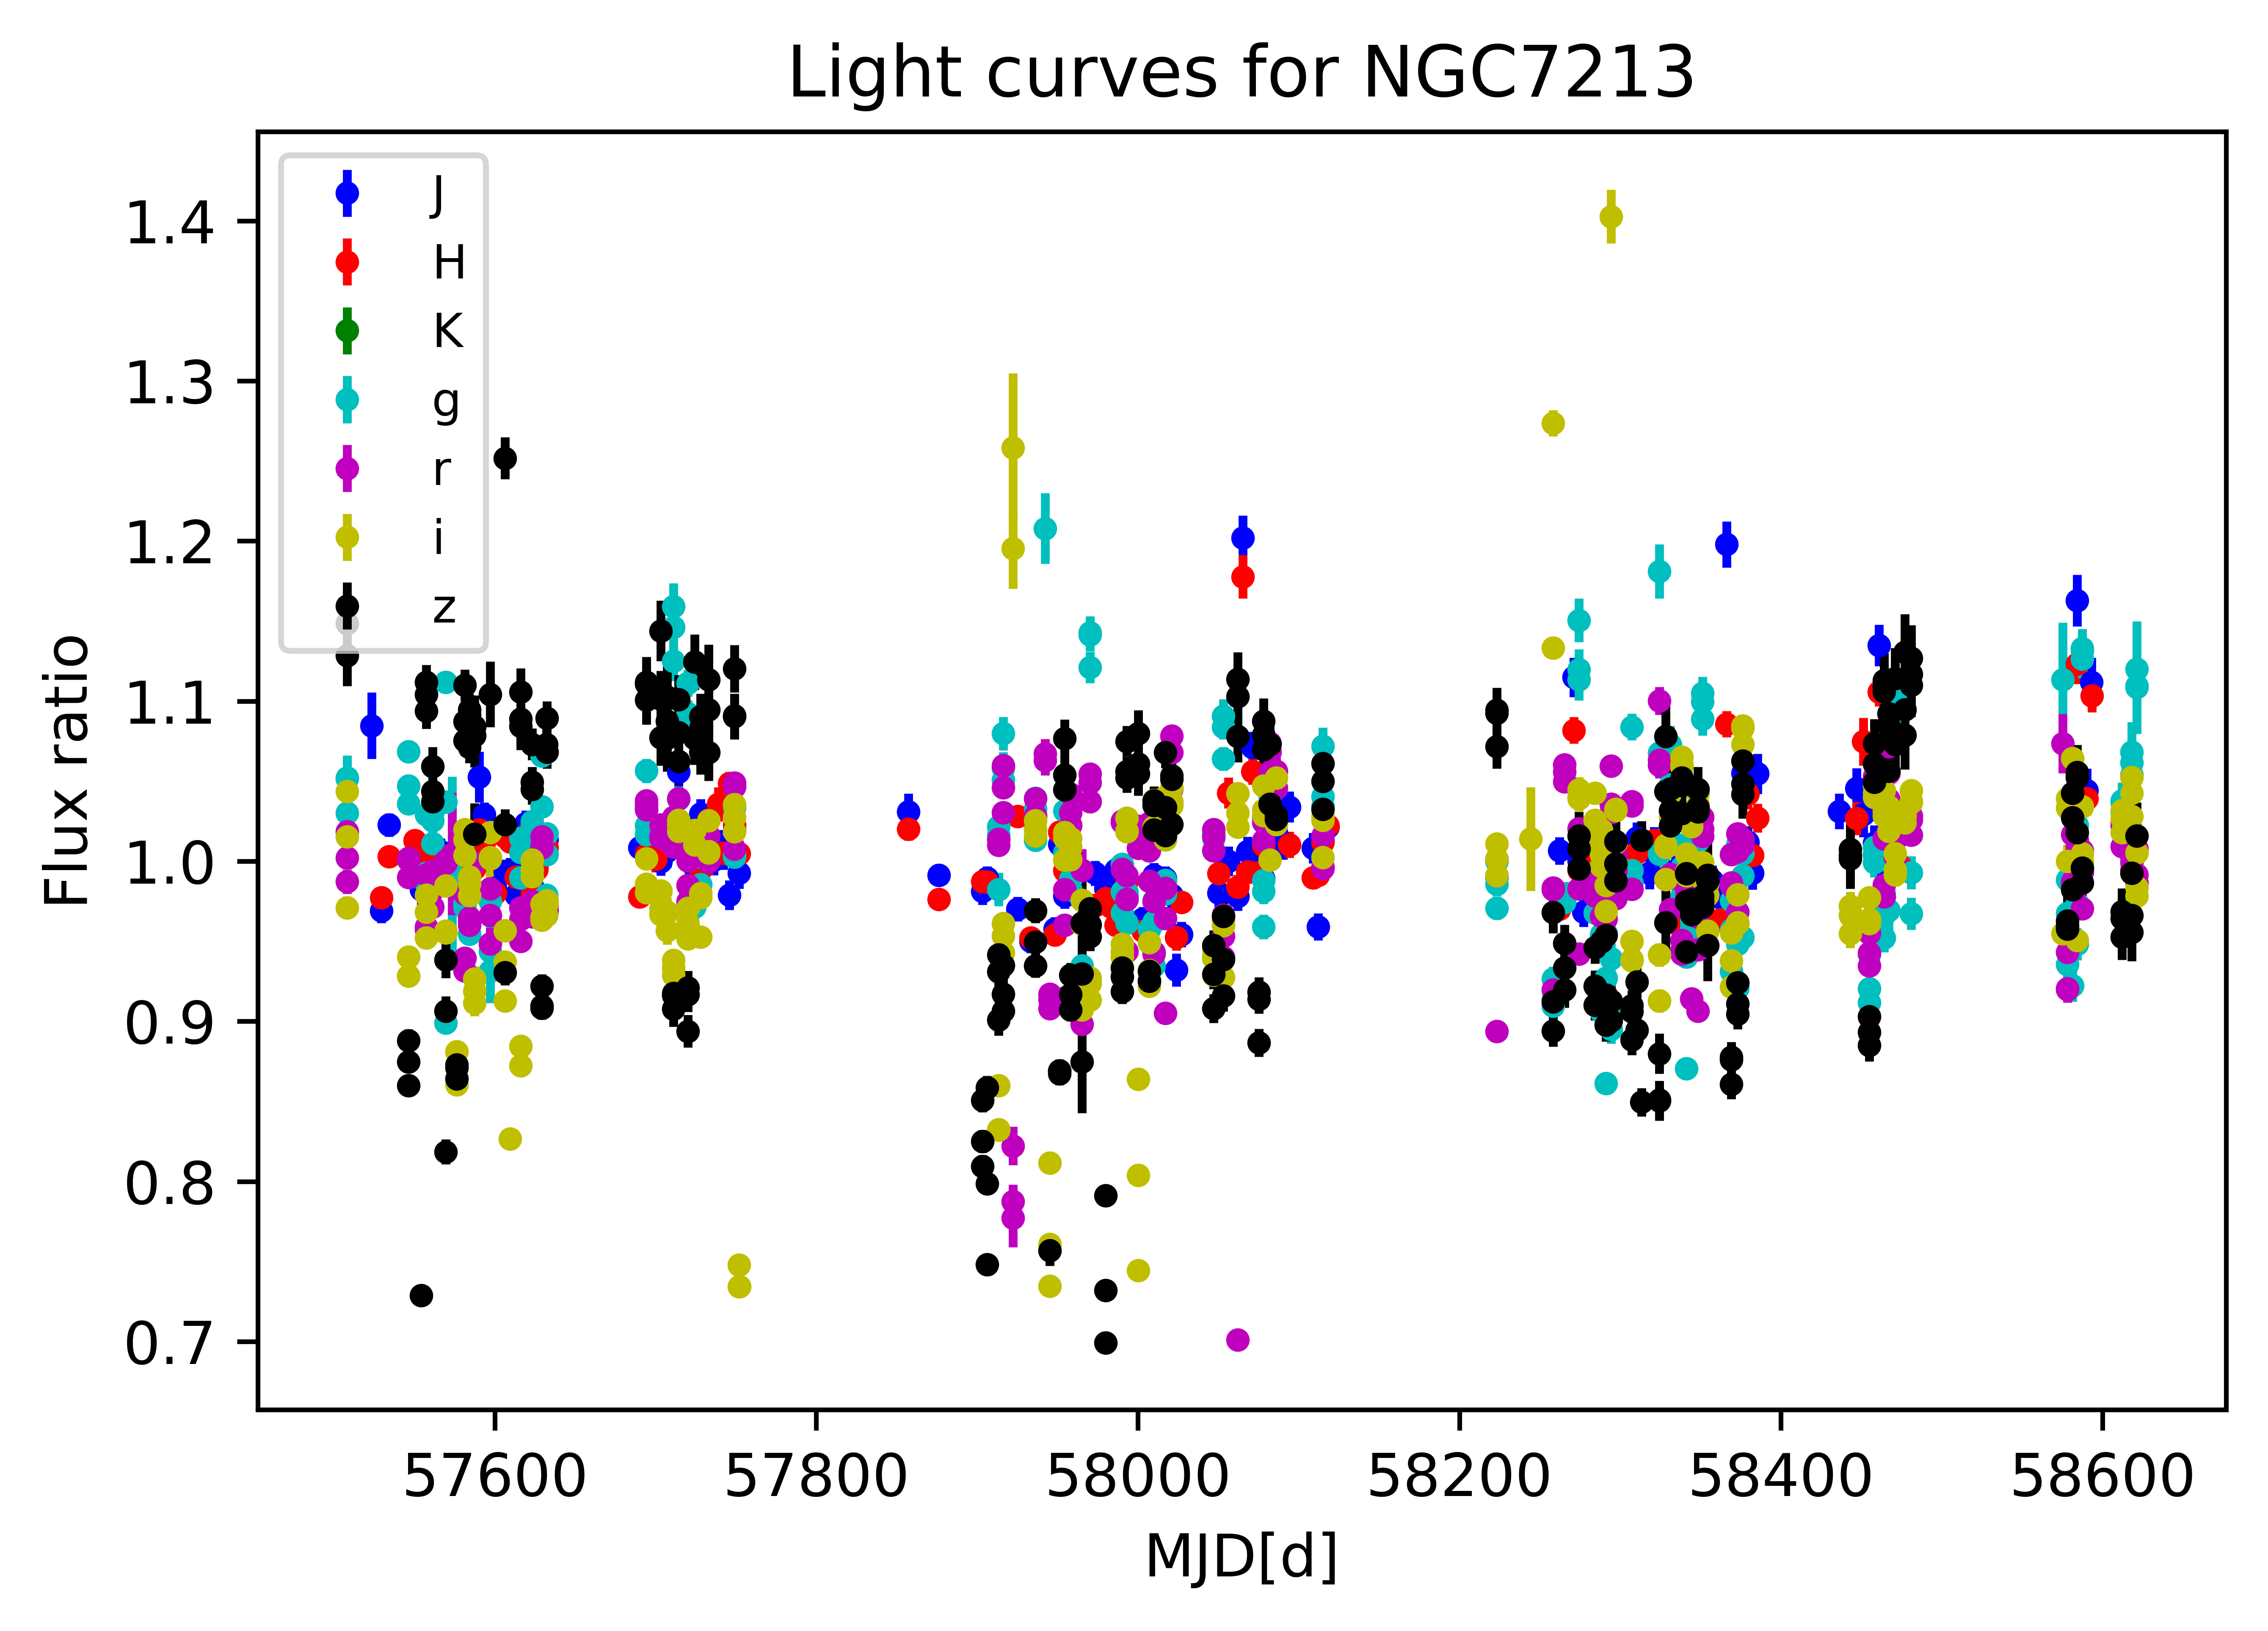 Light curves for NGC7213
J
H
K
g
r
i
z
Flux ratio
1.4
1.3
1.2
1.1
1.0
0.9
0.8
0.7
57600 57800 58000 58200 58400 58600
MJD[d]